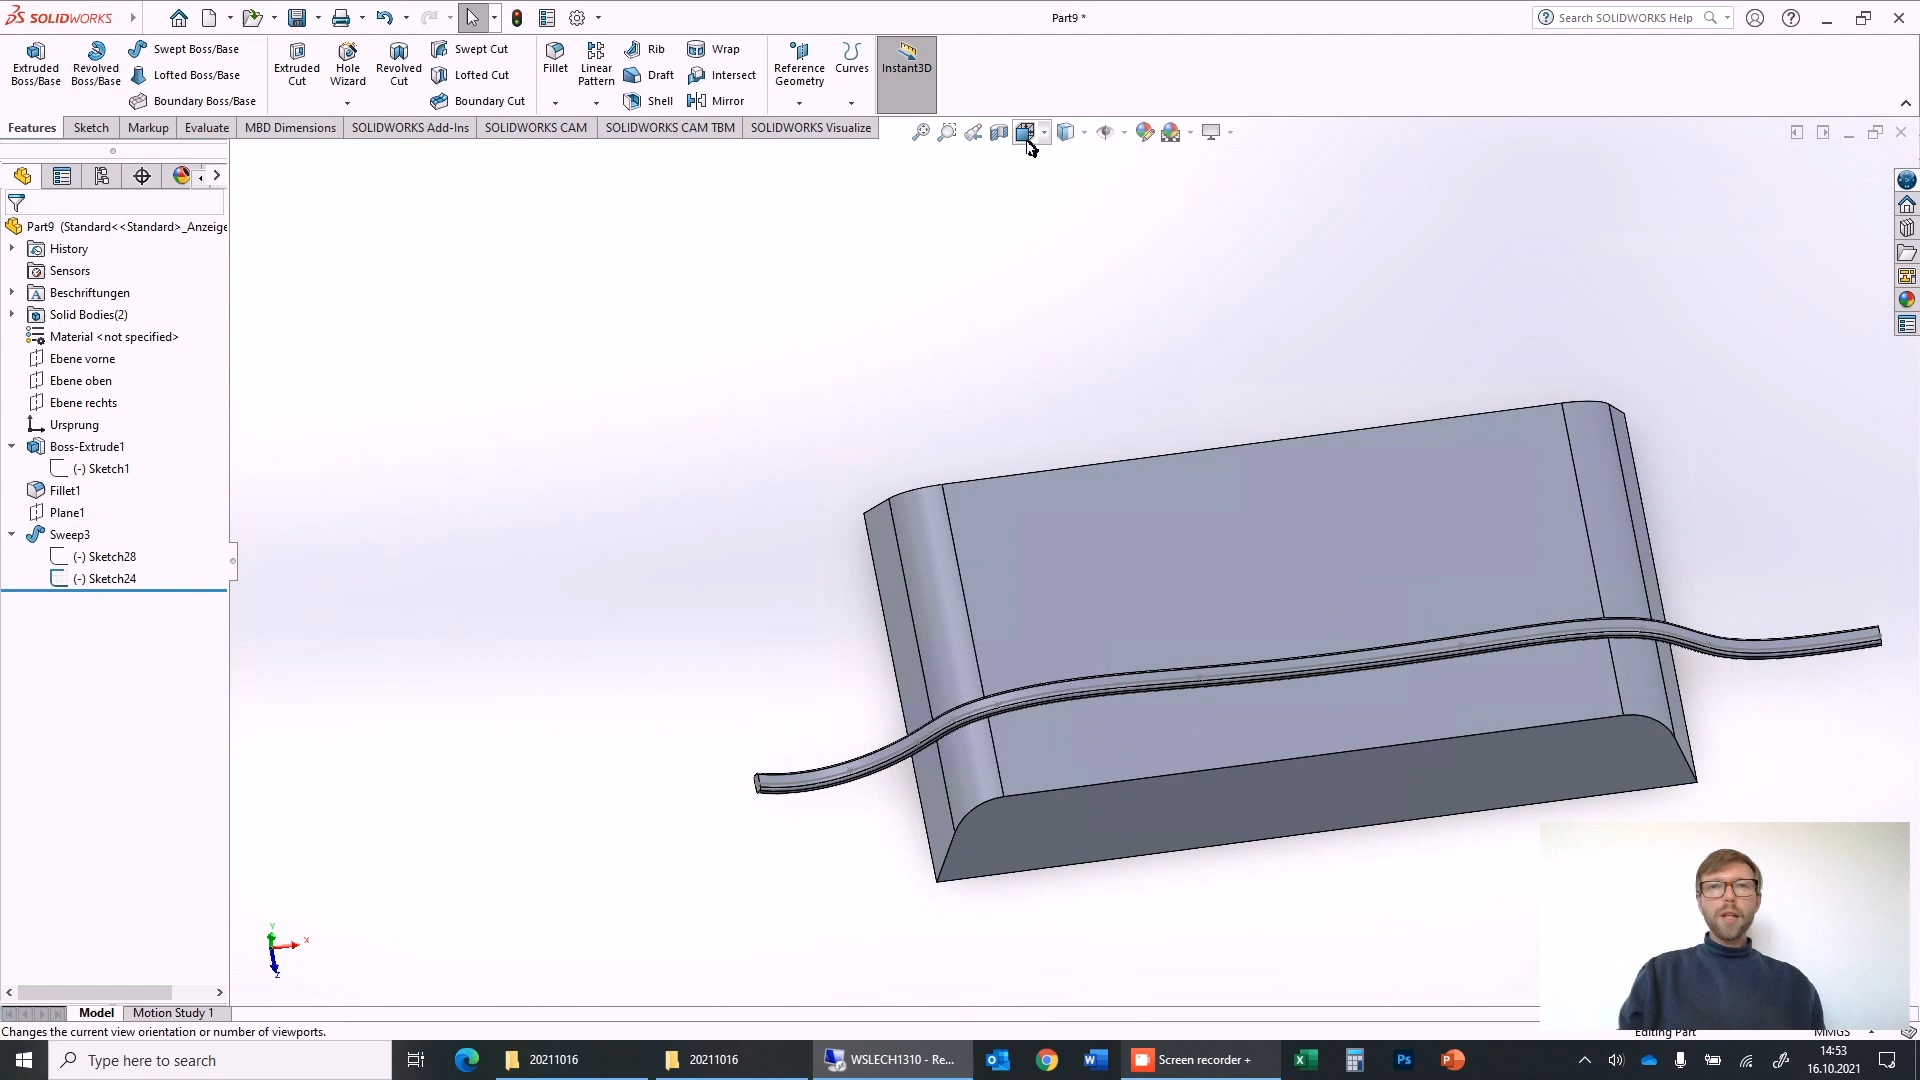 SOLIDWORKS
Part9 *
Search SOLIDWORKS Help
Extruded Boss/Base
Revolved Boss/Base
Swept Boss/Base
Lofted Boss/Base
Boundary Boss/Base
Extruded Cut
Hole Wizard
Revolved Cut
Swept Cut
Lofted Cut
Boundary Cut
Fillet
Linear Pattern
Rib
Draft
Shell
Wrap
Intersect
Mirror
Reference Geometry
Curves
Instant3D
Features
Sketch
Markup
Evaluate
MBD Dimensions
SOLIDWORKS Add-Ins
SOLIDWORKS CAM
SOLIDWORKS CAM TBM
SOLIDWORKS Visualize
Part9 (Standard<<Standard>_Anzeige
History
Sensors
Beschriftungen
Solid Bodies(2)
Material <not specified>
Ebene vorne
Ebene oben
Ebene rechts
Ursprung
Boss-Extrude1
(-) Sketch1
Fillet1
Plane1
Sweep3
(-) Sketch28
(-) Sketch24
Y
X
Z
Model
Motion Study 1
Changes the current view orientation or number of viewports.
Editing Part
MMGS
Type here to search
20211016
20211016
WSLECH1310 - Re...
Screen recorder +
14:53
16.10.2021